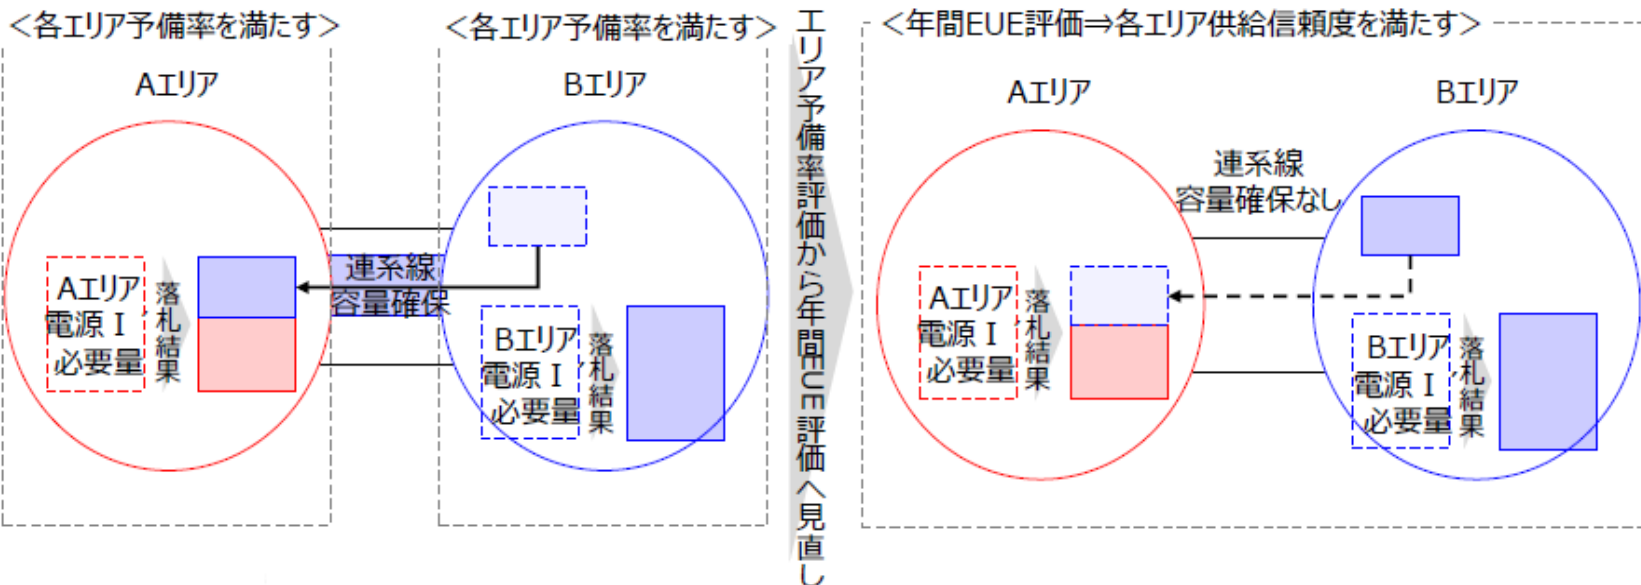 <各エリア予備率を満たす>
Aエリア
Aエリア
電源Ⅰ´
必要量
落札結果
連系線
容量確保
<各エリア予備率を満たす>
Bエリア
Bエリア
電源Ⅰ´
必要量
落札結果
エリア予備率評価から年間EUE評価へ見直し
<年間EUE評価⇒各エリア供給信頼度を満たす>
Aエリア
Aエリア
電源Ⅰ´
必要量
落札結果
連系線
容量確保なし
Bエリア
Bエリア
電源Ⅰ´
必要量
落札結果